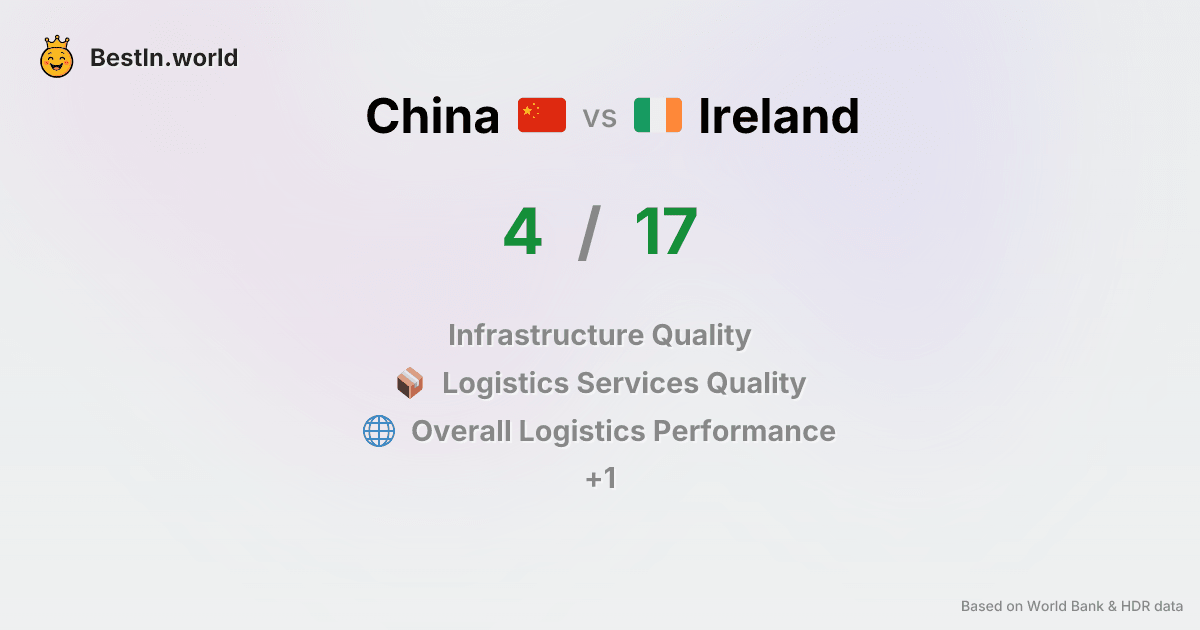 BestIn.world
China vs Ireland
4 / 17
Infrastructure Quality
Logistics Services Quality
Overall Logistics Performance
+1
Based on World Bank & HDR data